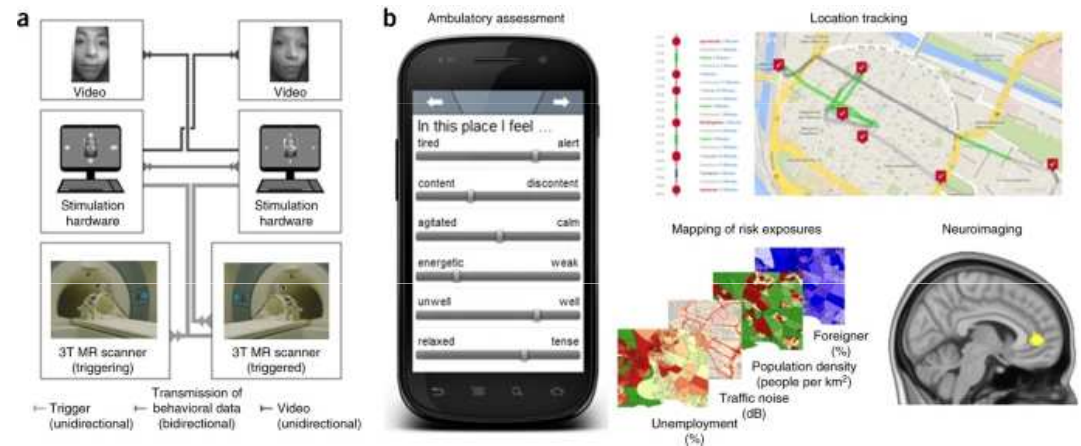 a
Video
Video
Stimulation
hardware
Stimulation
hardware
3T MR scanner
(triggering)
3T MR scanner
(triggered)
Trigger
(unidirectional)
Transmission of
behavioral data
(bidirectional)
Video
(unidirectional)
b
Ambulatory assessment
In this place I feel ...
tired alert
content discontent
agitated calm
energetic weak
unwell well
relaxed tense
Location tracking
Mapping of risk exposures
Foreigner
(%)
Population density
(people per km²)
Traffic noise
(dB)
Unemployment
(%)
Neuroimaging